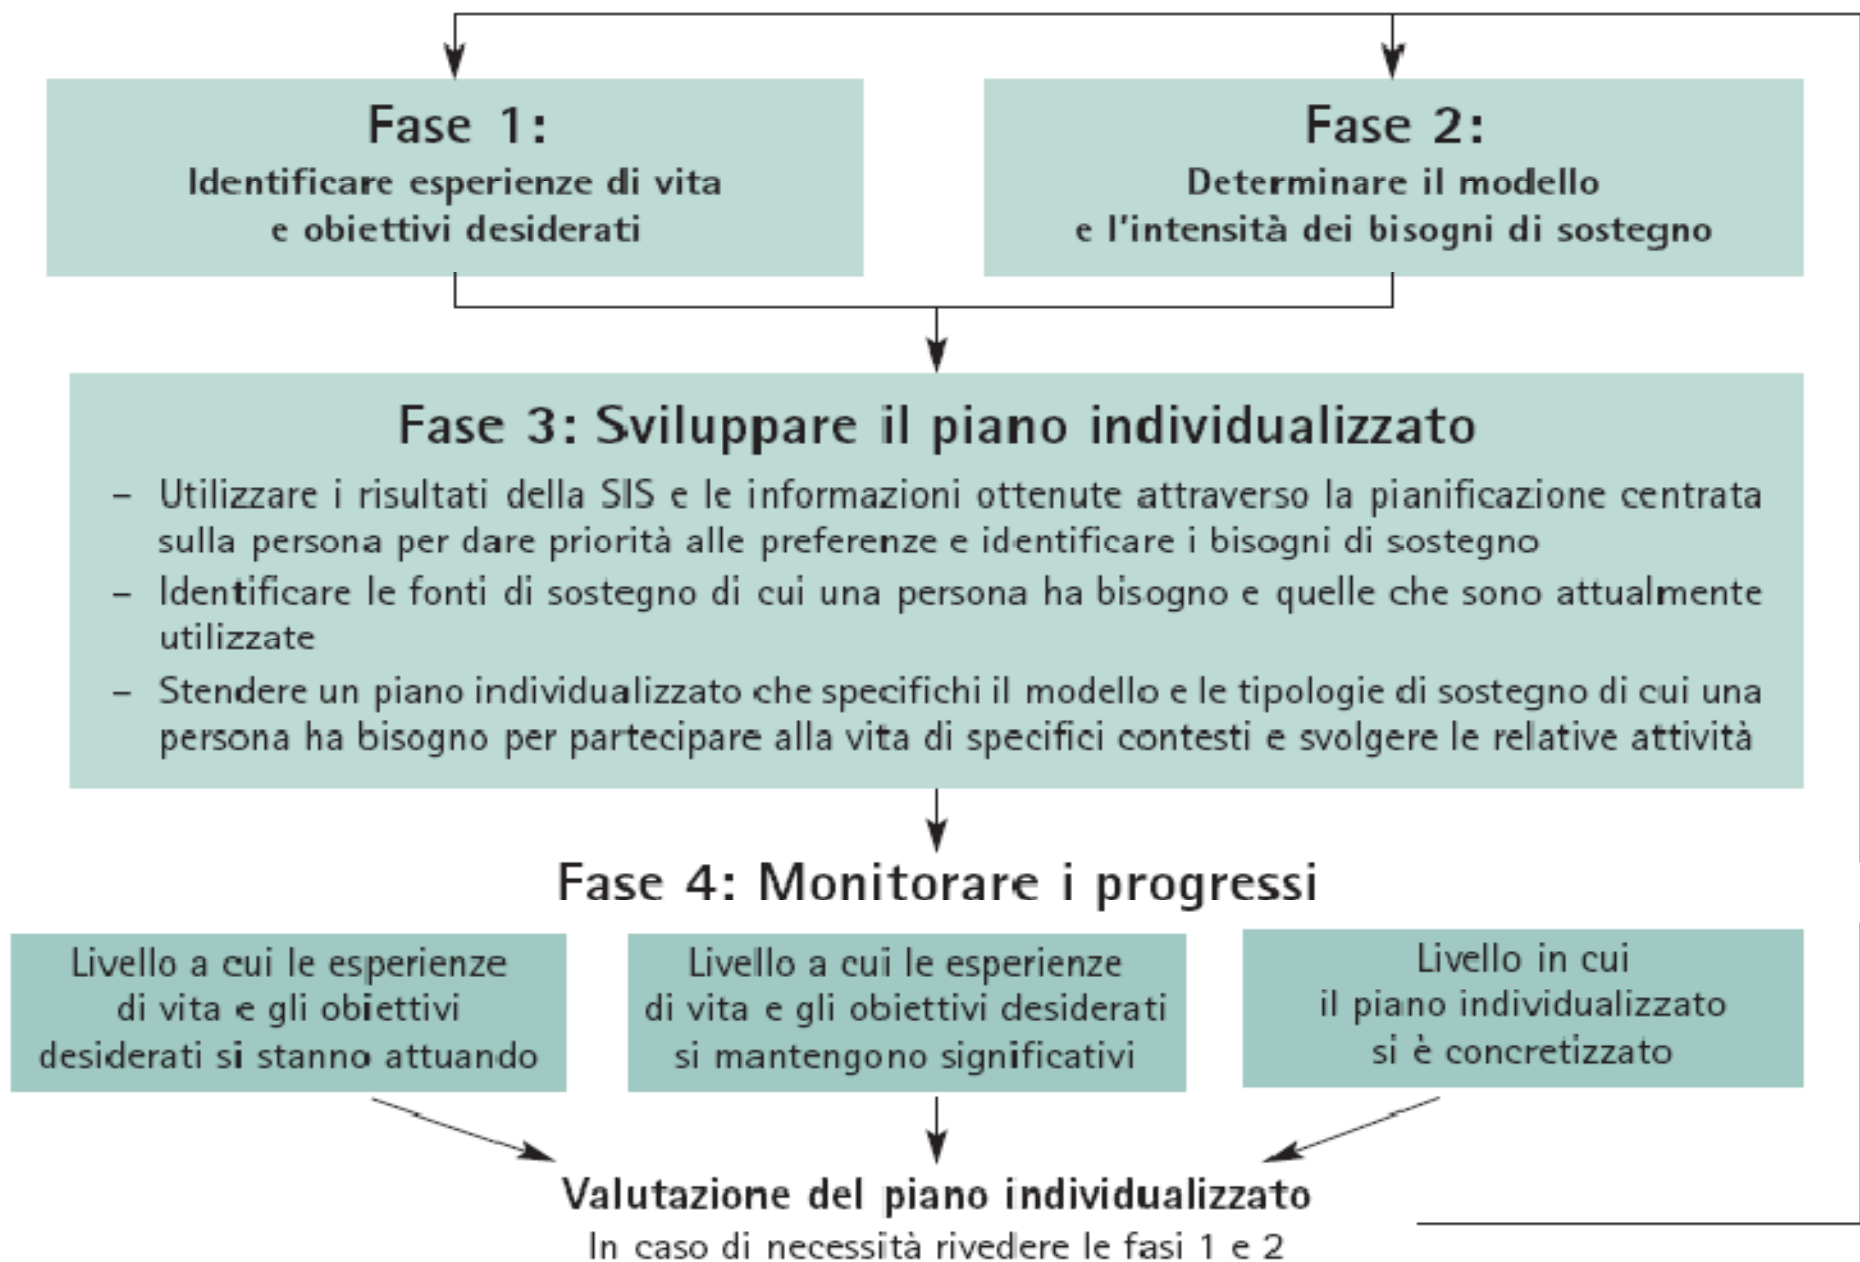 Fase 1:
Identificare esperienze di vita
e obiettivi desiderati
Fase 2:
Determinare il modello
e l'intensità dei bisogni di sostegno
Fase 3: Sviluppare il piano individualizzato
– Utilizzare i risultati della SIS e le informazioni ottenute attraverso la pianificazione centrata
sulla persona per dare priorità alle preferenze e identificare i bisogni di sostegno
– Identificare le fonti di sostegno di cui una persona ha bisogno e quelle che sono attualmente
utilizzate
– Stendere un piano individualizzato che specifichi il modello e le tipologie di sostegno di cui una
persona ha bisogno per partecipare alla vita di specifici contesti e svolgere le relative attività
Fase 4: Monitorare i progressi
Livello a cui le esperienze
di vita e gli obiettivi
desiderati si stanno attuando
Livello a cui le esperienze
di vita e gli obiettivi desiderati
si mantengono significativi
Livello in cui
il piano individualizzato
si è concretizzato
Valutazione del piano individualizzato
In caso di necessità rivedere le fasi 1 e 2